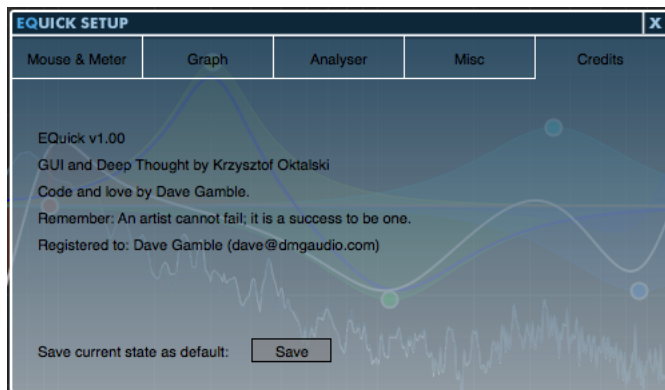 EQUICK SETUP X
Mouse & Meter Graph Analyser Misc Credits
EQuick v1.00
GUI and Deep Thought by Krzysztof Oktalski
Code and love by Dave Gamble.
Remember: An artist cannot fail; it is a success to be one.
Registered to: Dave Gamble (dave@dmgaudio.com)
Save current state as default: Save